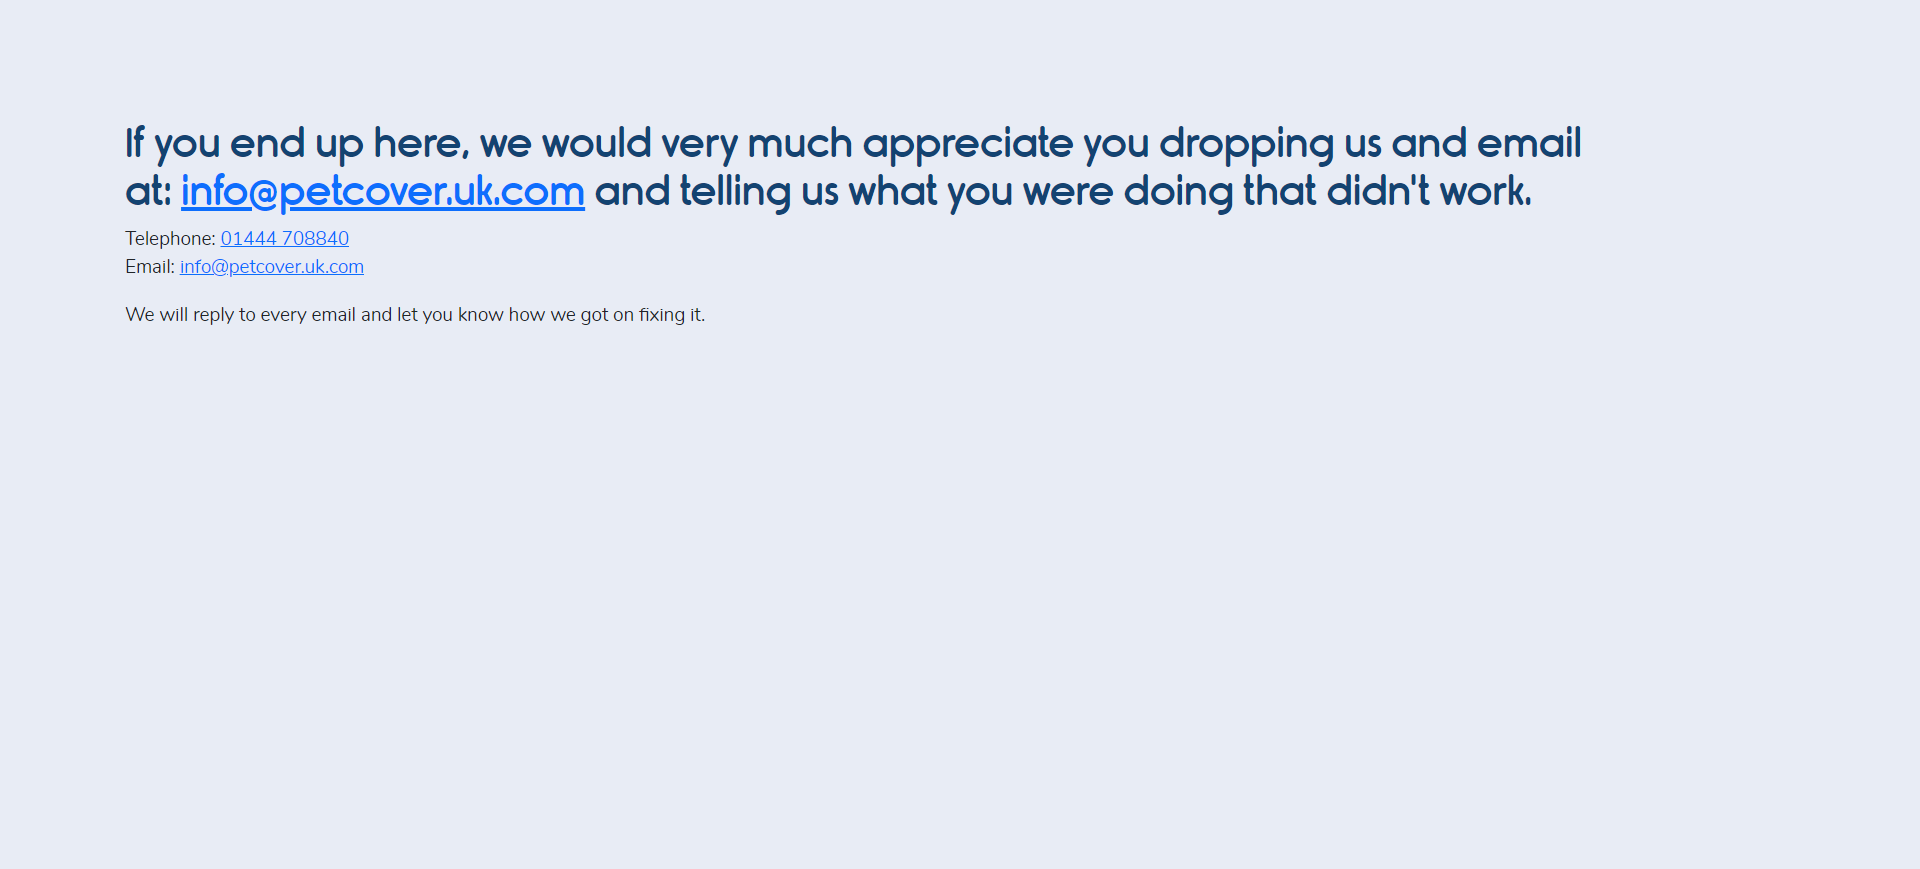 If you end up here, we would very much appreciate you dropping us and email
at: info@petcover.uk.com and telling us what you were doing that didn't work.
Telephone: 01444 708840
Email: info@petcover.uk.com
We will reply to every email and let you know how we got on fixing it.